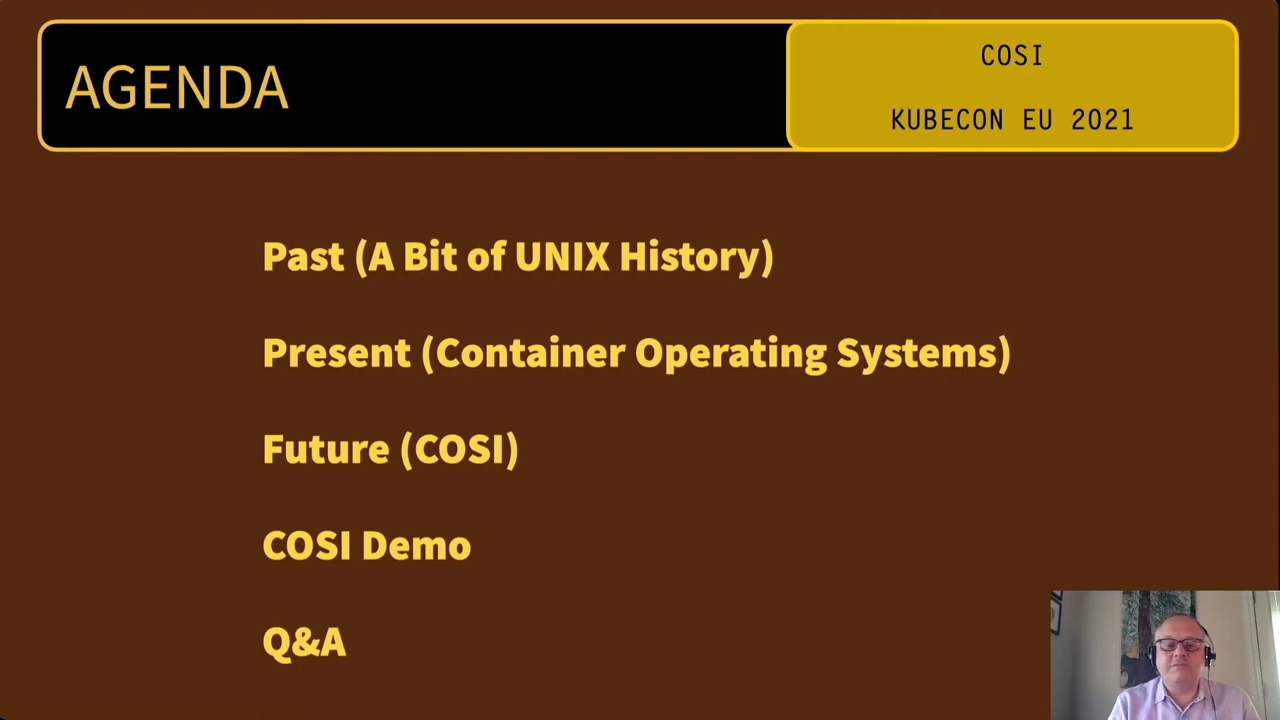 AGENDA
COSI
KUBECON EU 2021
Past (A Bit of UNIX History)
Present (Container Operating Systems)
Future (COSI)
COSI Demo
Q&A